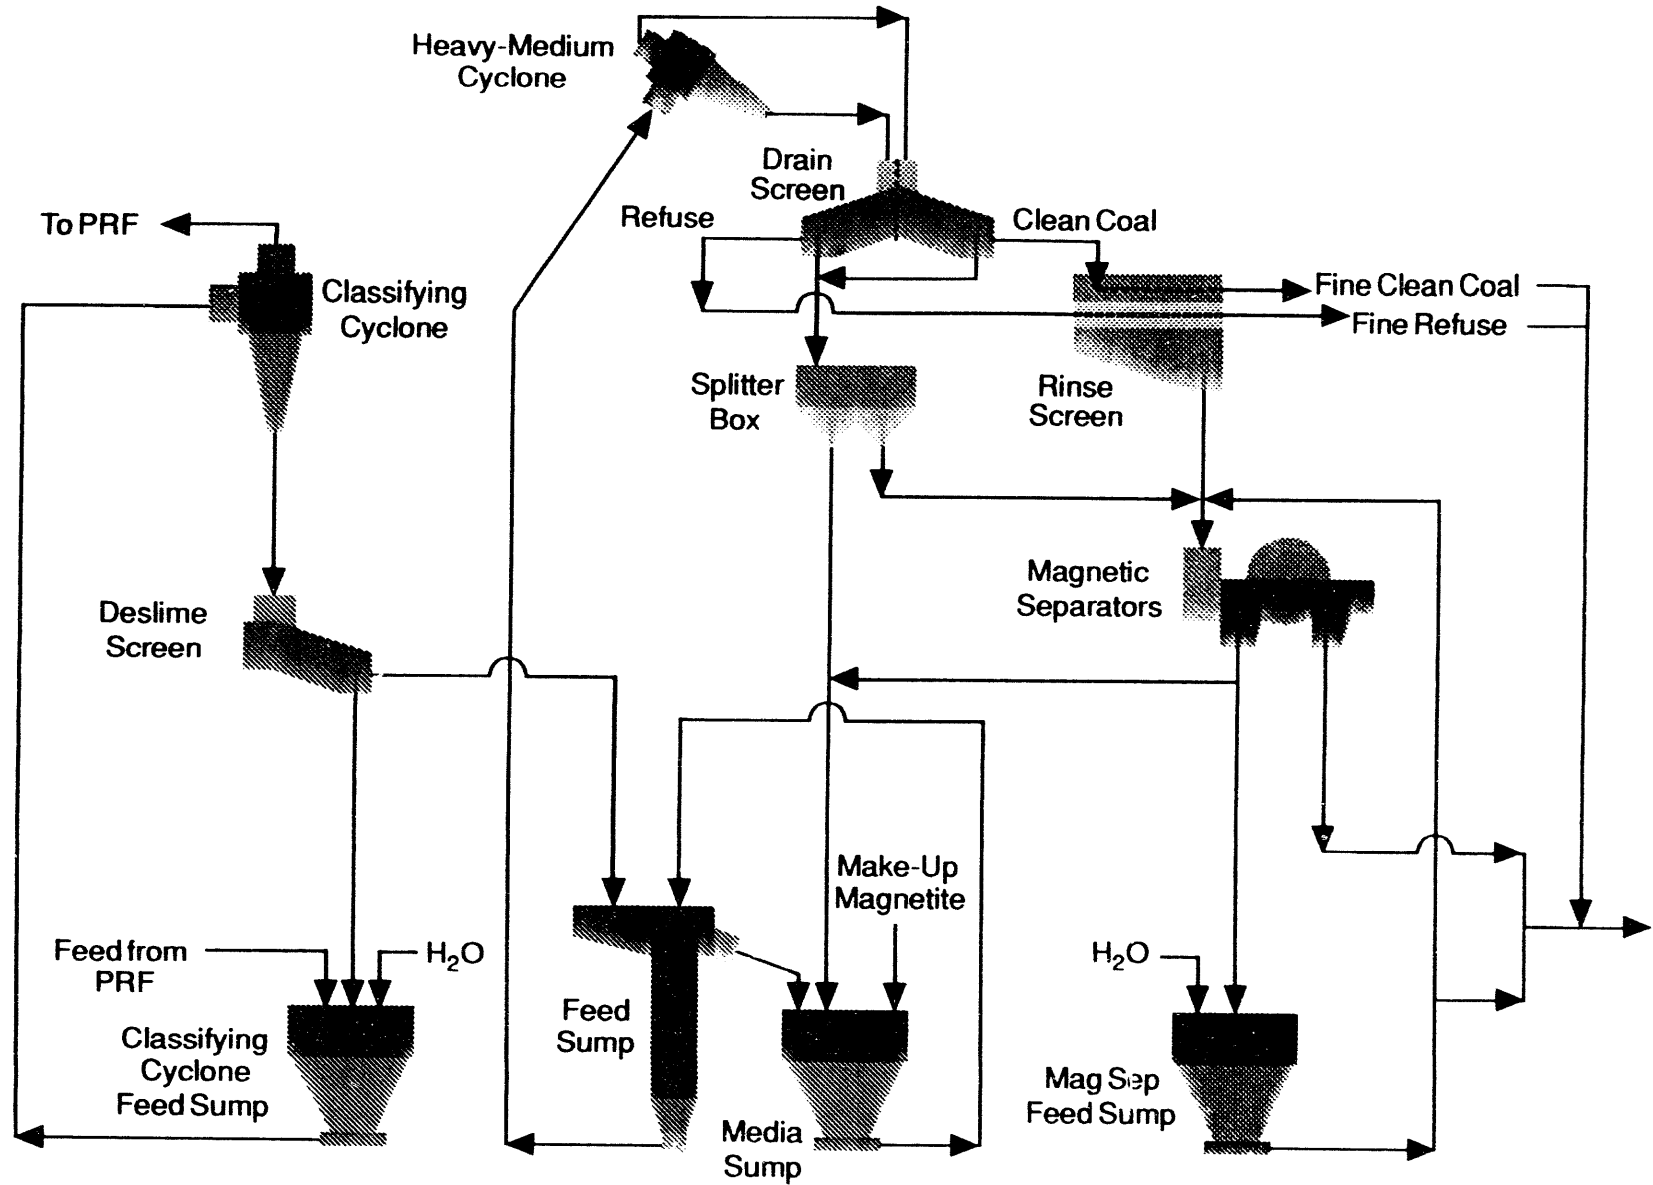 Heavy-Medium
Cyclone
Drain
Screen
Refuse
Clean Coal
To PRF
Classifying
Cyclone
Fine Clean Coal
Fine Refuse
Splitter
Box
Rinse
Screen
Magnetic
Separators
Deslime
Screen
Make-Up
Magnetite
Feed from
PRF
H₂O
H₂O
Feed
Sump
Classifying
Cyclone
Feed Sump
Mag Sep
Feed Sump
Media
Sump